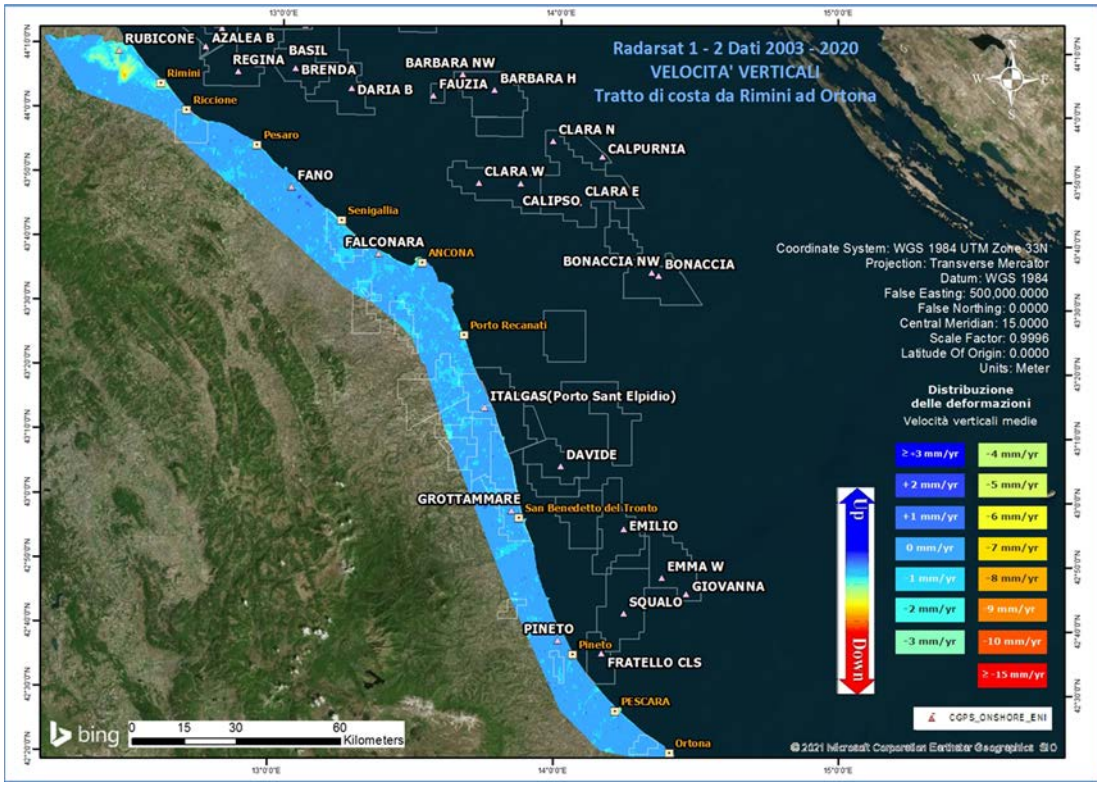 13°0'0"E 14°0'0"E 15°0'0"E
Radarsat 1 - 2 Dati 2003 - 2020
VELOCITA' VERTICALI
Tratto di costa da Rimini ad Ortona
N
W E
S
RUBICONE
AZALEA B
REGINA
BASIL
BRENDA
DARIA B
BARBARA NW
FAUZIA
BARBARA H
Rimini
Riccione
Pesaro
CLARA N
CALPURNIA
FANO
CLARA W
CALIPSO
CLARA E
Senigallia
FALCONARA
ANCONA
BONACCIA NW
BONACCIA
Porto Recanati
ITALGAS(Porto Sant Elpidio)
DAVIDE
GROTTAMMARE
San Benedetto del Tronto
EMILIO
EMMA W
GIOVANNA
SQUALO
PINETO
Pineto
FRATELLO CLS
PESCARA
Ortona
Coordinate System: WGS 1984 UTM Zone 33N
Projection: Transverse Mercator
Datum: WGS 1984
False Easting: 500,000.0000
False Northing: 0.0000
Central Meridian: 15.0000
Scale Factor: 0.9996
Latitude Of Origin: 0.0000
Units: Meter
Distribuzione
delle deformazioni
Velocità verticali medie
≥ +3 mm/yr
+2 mm/yr
+1 mm/yr
0 mm/yr
-1 mm/yr
-2 mm/yr
-3 mm/yr
-4 mm/yr
-5 mm/yr
-6 mm/yr
-7 mm/yr
-8 mm/yr
-9 mm/yr
-10 mm/yr
≥ -15 mm/yr
Up
Down
CGPS_ONSHORE_ENI
bing
0 15 30 60
Kilometers
© 2021 Microsoft Corporation Earthstar Geographics SIO
13°0'0"E 14°0'0"E 15°0'0"E